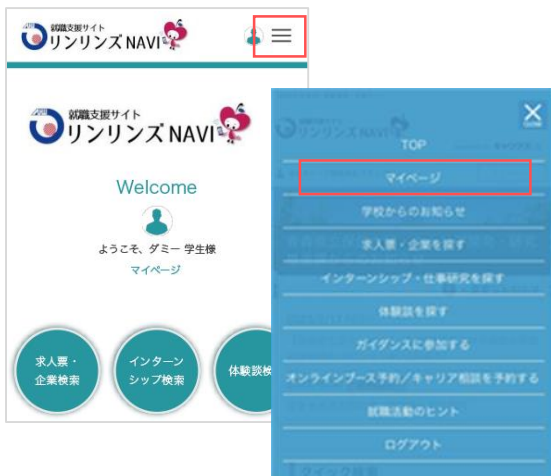 就職支援サイト
リンリンズNAVI
就職支援サイト
リンリンズNAVI
Welcome
ようこそ、ダミー 学生様
マイページ
求人票・
企業検索
インターン
シップ検索
体験談検
TOP
マイページ
学校からのお知らせ
求人票・企業を探す
インターンシップ・仕事研究を探す
体験談を探す
ガイダンスに参加する
オンラインブース予約/キャリア相談を予約する
就職活動のヒント
ログアウト
クイック検索